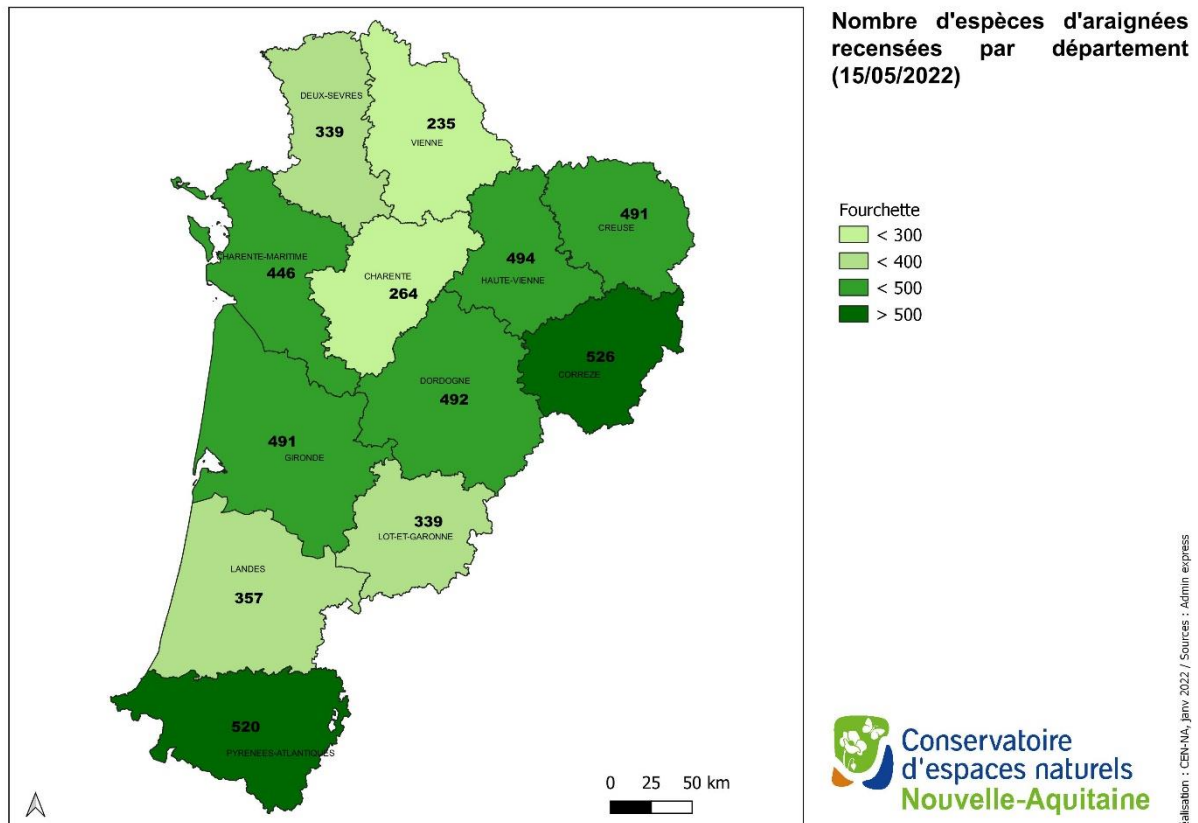 Nombre d'espèces d'araignées
recensées par département
(15/05/2022)
DEUX-SEVRES
339
235
VIENNE
491
CREUSE
CHARENTE-MARITIME
446
494
HAUTE-VIENNE
CHARENTE
264
526
CORREZE
DORDOGNE
492
491
GIRONDE
339
LOT-ET-GARONNE
LANDES
357
520
PYRENEES-ATLANTIQUES
0 25 50 km
Fourchette
< 300
< 400
< 500
> 500
Conservatoire
d'espaces naturels
Nouvelle-Aquitaine
éalisation : CEN-NA, janv 2022 / Sources : Admin express